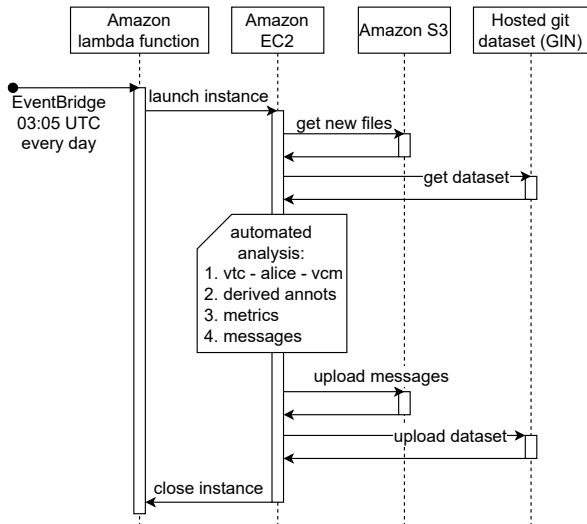 Amazon
lambda function
Amazon
EC2
Amazon S3
Hosted git
dataset (GIN)
EventBridge
03:05 UTC
every day
launch instance
get new files
get dataset
automated
analysis:
1. vtc - alice - vcm
2. derived annots
3. metrics
4. messages
upload messages
upload dataset
close instance